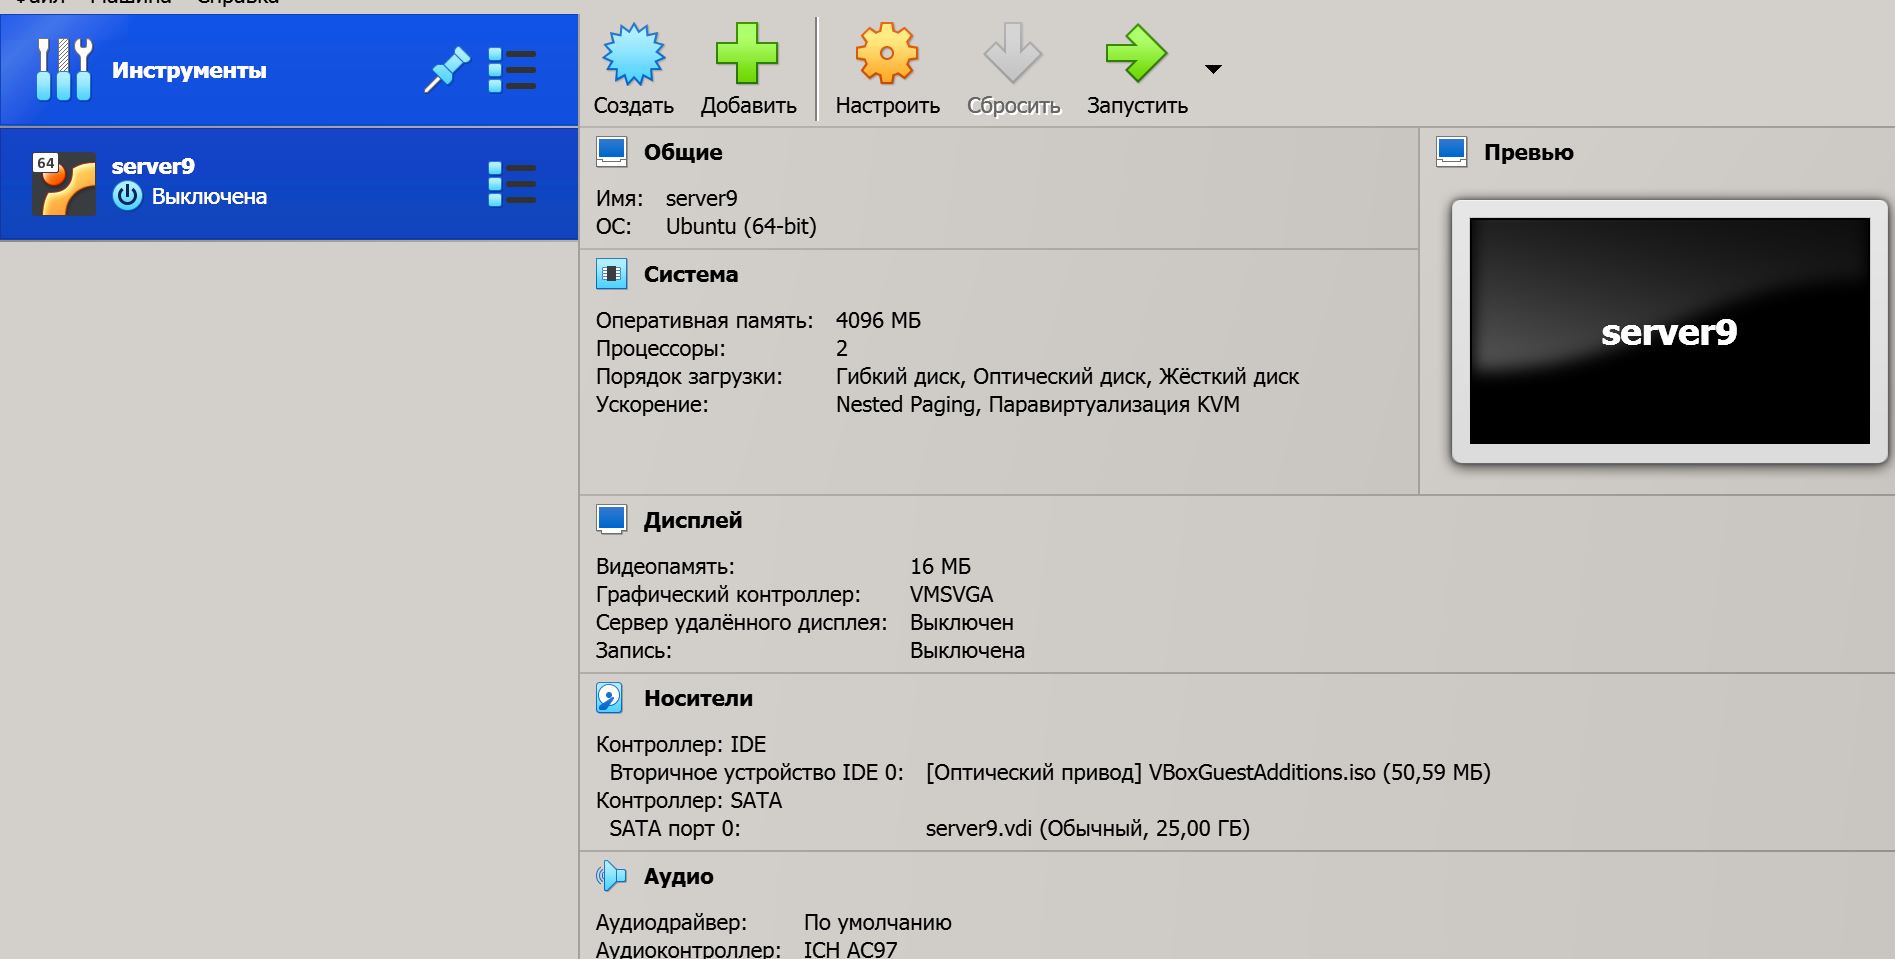 Файл Машина Справка
Инструменты
Создать Добавить Настроить Сбросить Запустить
64
server9
Выключена
Общие
Имя: server9
ОС: Ubuntu (64-bit)
Превью
server9
Система
Оперативная память: 4096 МБ
Процессоры: 2
Порядок загрузки: Гибкий диск, Оптический диск, Жёсткий диск
Ускорение: Nested Paging, Паравиртуализация KVM
Дисплей
Видеопамять: 16 МБ
Графический контроллер: VMSVGA
Сервер удалённого дисплея: Выключен
Запись: Выключена
Носители
Контроллер: IDE
Вторичное устройство IDE 0: [Оптический привод] VBoxGuestAdditions.iso (50,59 МБ)
Контроллер: SATA
SATA порт 0: server9.vdi (Обычный, 25,00 ГБ)
Аудио
Аудиодрайвер: По умолчанию
Аудиоконтроллер: ICH AC97